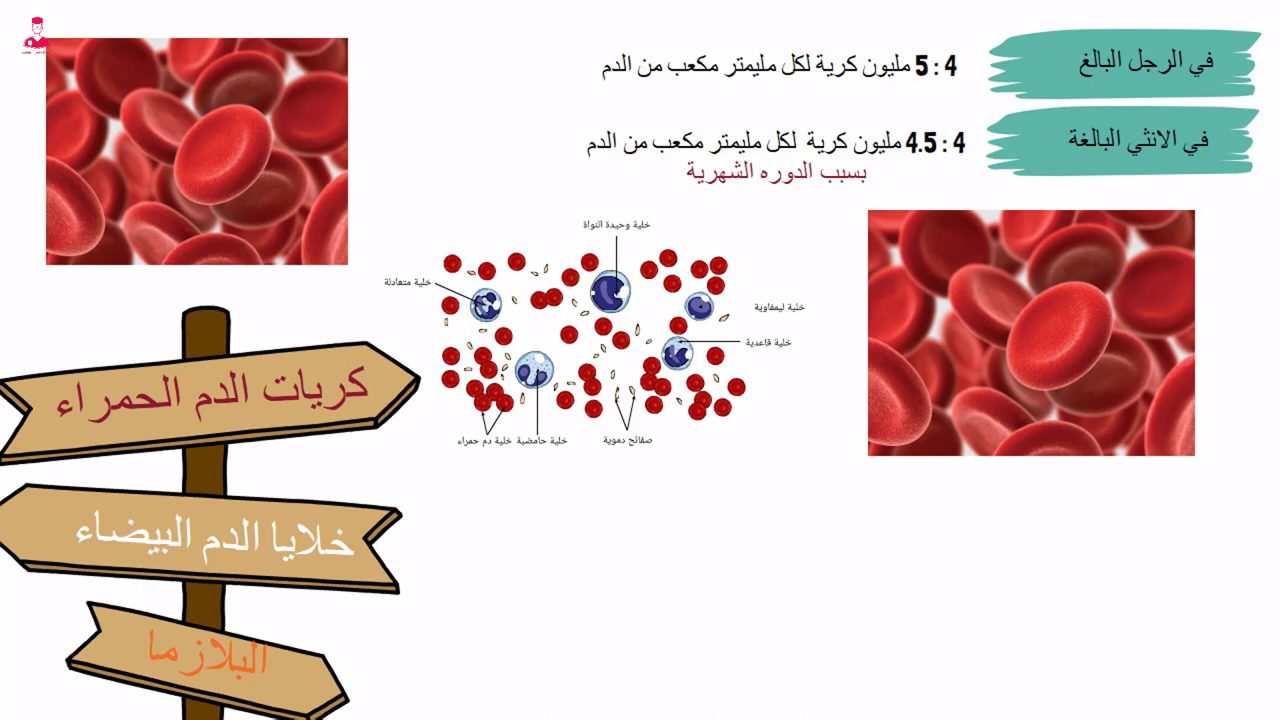 في الرجل البالغ
4 : 5 مليون كرية لكل مليمتر مكعب من الدم
في الانثي البالغة
4 : 4.5 مليون كرية لكل مليمتر مكعب من الدم
بسبب الدوره الشهرية
خلية وحيدة النواة
خلية متعادلة
خلية ليمفاوية
خلية قاعدية
صفائح دموية
خلية حامضية
خلية دم حمراء
كريات الدم الحمراء
خلايا الدم البيضاء
البلازما